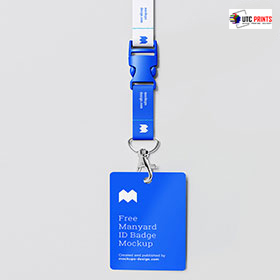 UTC PRINTS
Free
Manyard
ID Badge
Mockup
Created and published by
mockups-design.com